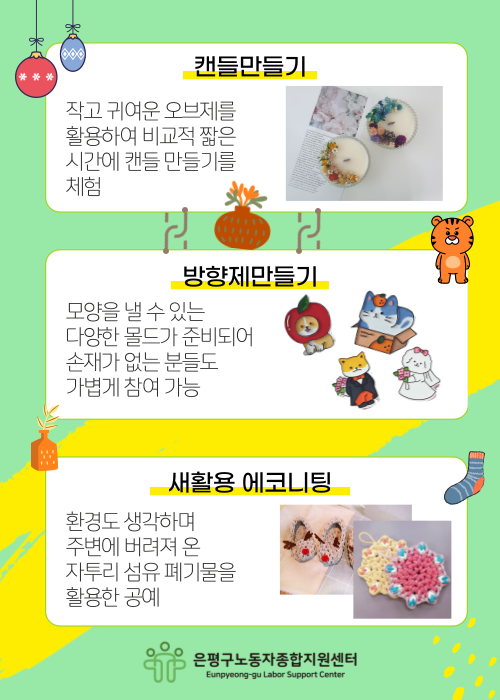 캔들만들기
작고 귀여운 오브제를
활용하여 비교적 짧은
시간에 캔들 만들기를
체험
방향제만들기
모양을 낼 수 있는
다양한 몰드가 준비되어
손재가 없는 분들도
가볍게 참여 가능
새활용 에코니팅
환경도 생각하며
주변에 버려져 온
자투리 섬유 폐기물을
활용한 공예
은평구노동자종합지원센터
Eunpyeong-gu Labor Support Center